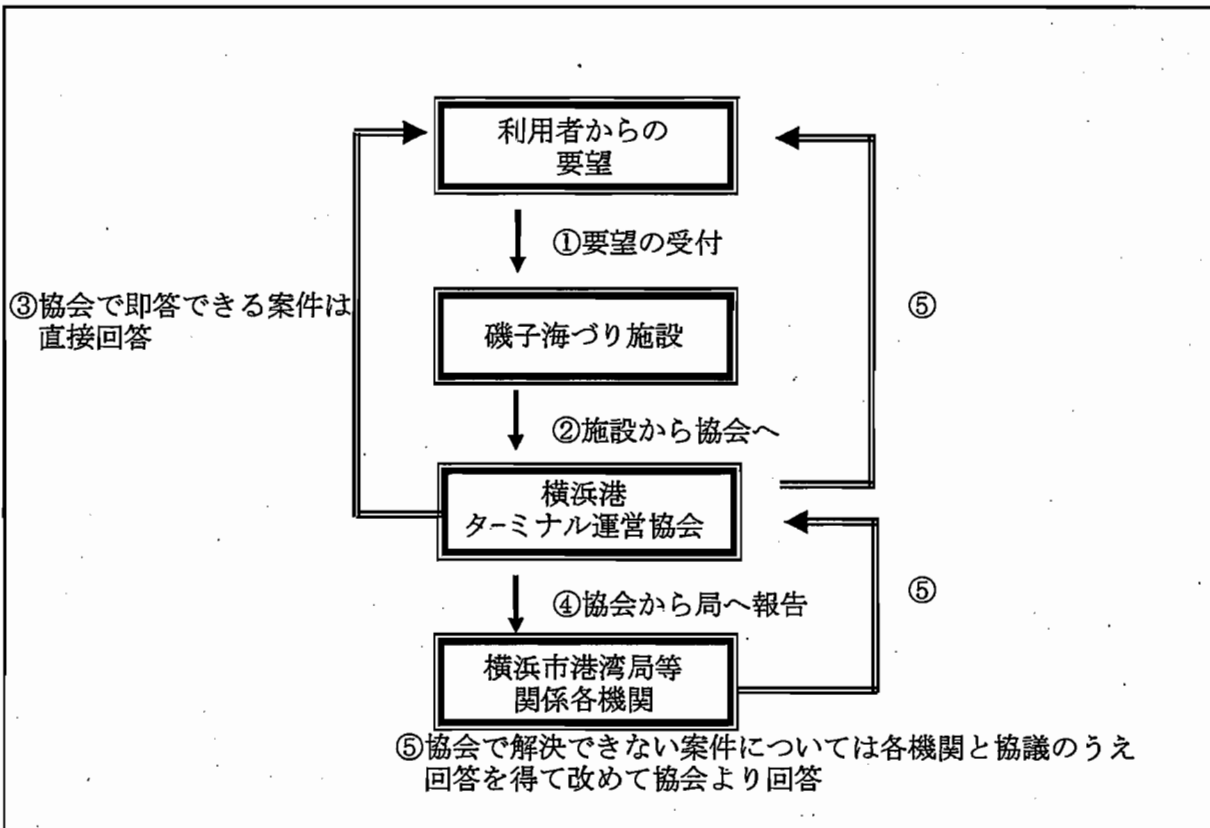 利用者からの
要望
①要望の受付
③協会で即答できる案件は
直接回答
⑤
磯子海づり施設
②施設から協会へ
横浜港
ターミナル運営協会
④協会から局へ報告
⑤
横浜市港湾局等
関係各機関
⑤協会で解決できない案件については各機関と協議のうえ
回答を得て改めて協会より回答